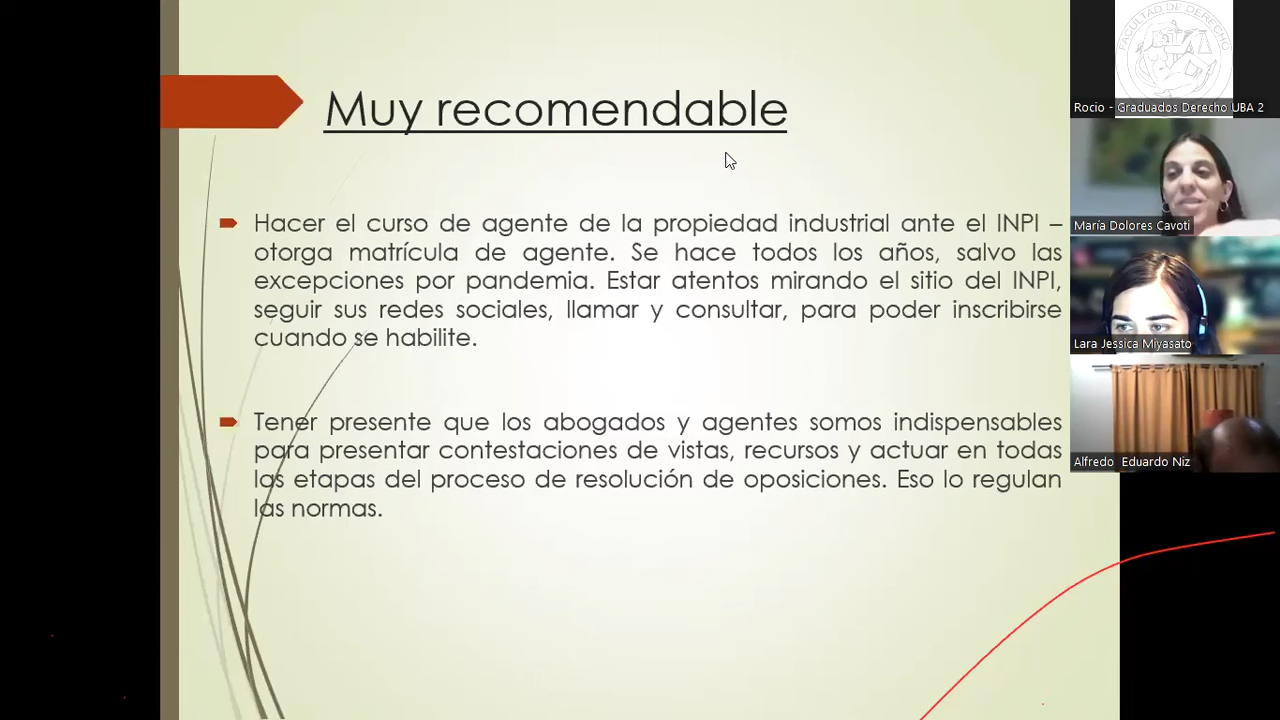 Muy recomendable
Hacer el curso de agente de la propiedad industrial ante el INPI –
otorga matrícula de agente. Se hace todos los años, salvo las
excepciones por pandemia. Estar atentos mirando el sitio del INPI,
seguir sus redes sociales, llamar y consultar, para poder inscribirse
cuando se habilite.
Tener presente que los abogados y agentes somos indispensables
para presentar contestaciones de vistas, recursos y actuar en todas
las etapas del proceso de resolución de oposiciones. Eso lo regulan
las normas.
FACULTAD DE DERECHO
Rocio - Graduados Derecho UBA 2
María Dolores Cavoti
Lara Jessica Miyasato
Alfredo Eduardo Niz